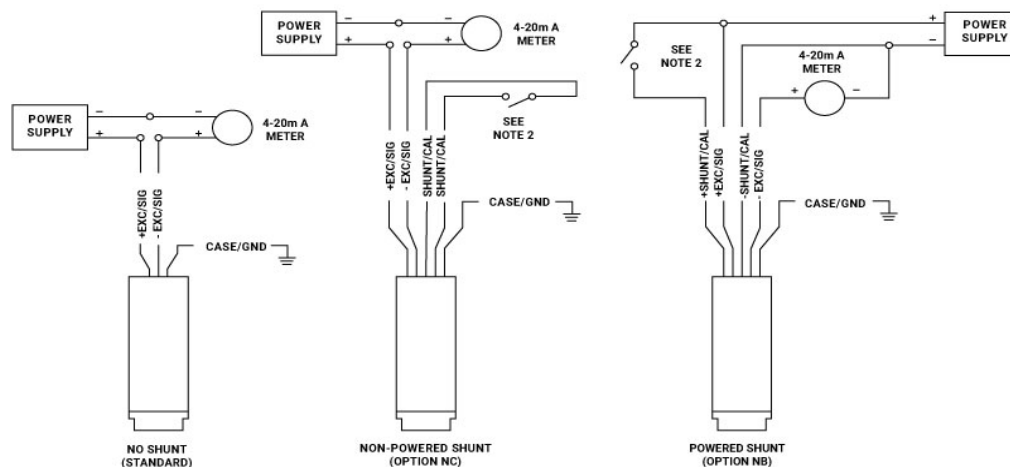 POWER
SUPPLY
−
+
−
+
4-20m A
METER
+EXC/SIG
- EXC/SIG
CASE/GND
NO SHUNT
(STANDARD)
POWER
SUPPLY
−
+
−
+
4-20m A
METER
SEE
NOTE 2
+EXC/SIG
- EXC/SIG
SHUNT/CAL
SHUNT/CAL
CASE/GND
NON-POWERED SHUNT
(OPTION NC)
SEE
NOTE 2
+
−
POWER
SUPPLY
4-20m A
METER
+
−
+SHUNT/CAL
+EXC/SIG
-SHUNT/CAL
- EXC/SIG
CASE/GND
POWERED SHUNT
(OPTION NB)